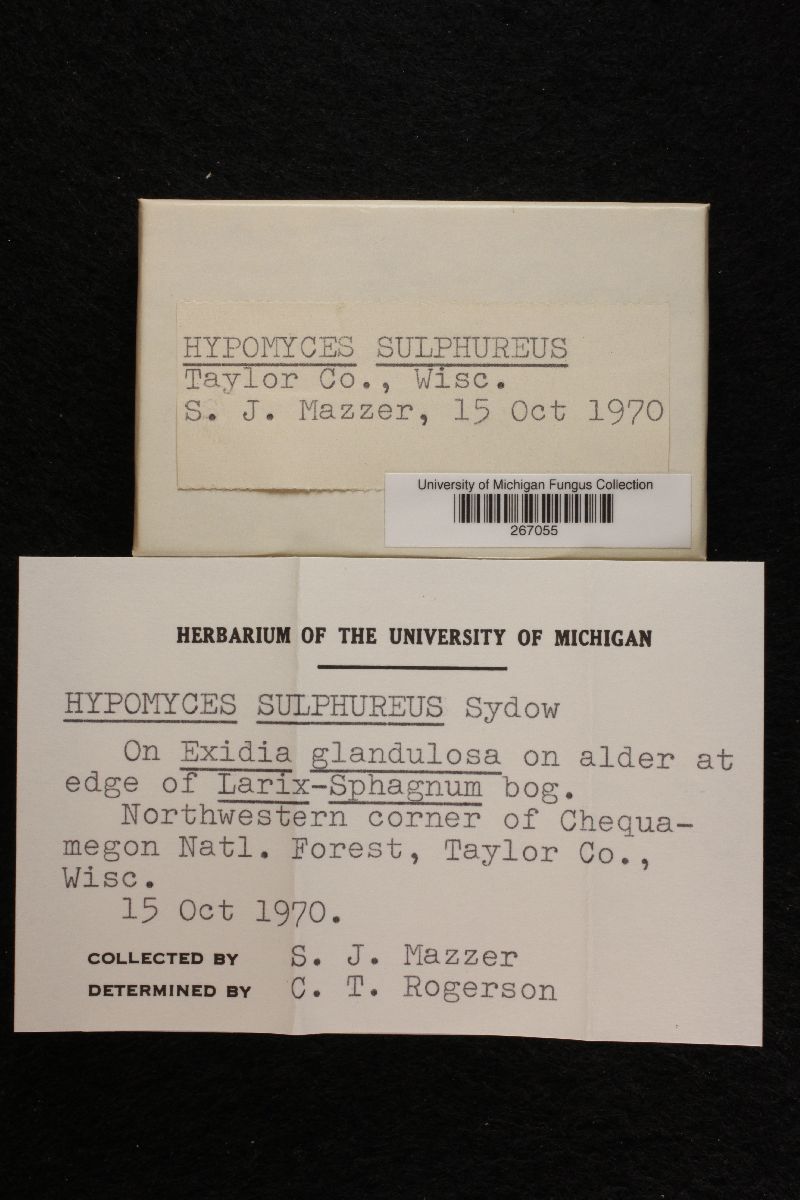 HYPOMYCES SULPHUREUS
Taylor Co., Wisc.
S. J. Mazzer, 15 Oct 1970
University of Michigan Fungus Collection
267055
HERBARIUM OF THE UNIVERSITY OF MICHIGAN
HYPOMYCES SULPHUREUS Sydow
On Exidia glandulosa on alder at
edge of Larix-Sphagnum bog.
Northwestern corner of Chequa-
megon Natl. Forest, Taylor Co.,
Wisc.
15 Oct 1970.
COLLECTED BY S. J. Mazzer
DETERMINED BY C. T. Rogerson